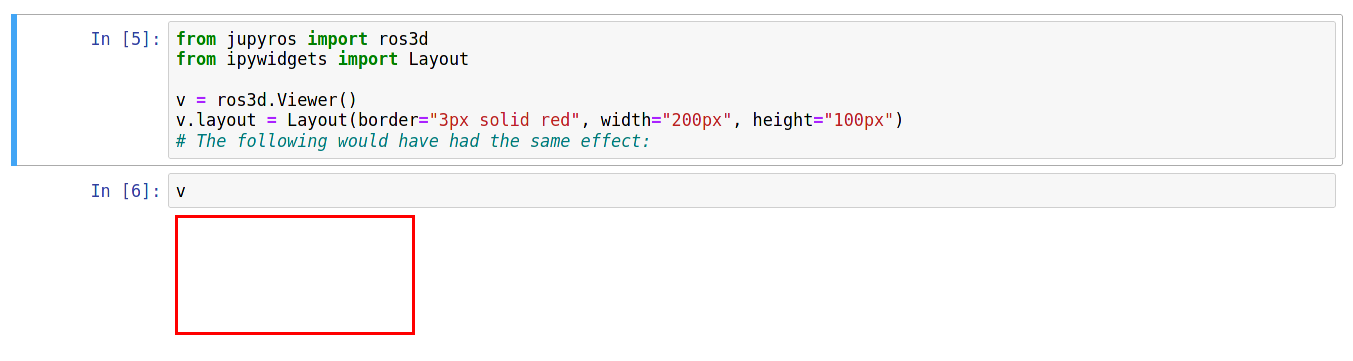 In [5]: from jupyros import ros3d
from ipywidgets import Layout
v = ros3d.Viewer()
v.layout = Layout(border="3px solid red", width="200px", height="100px")
# The following would have had the same effect:
In [6]: v